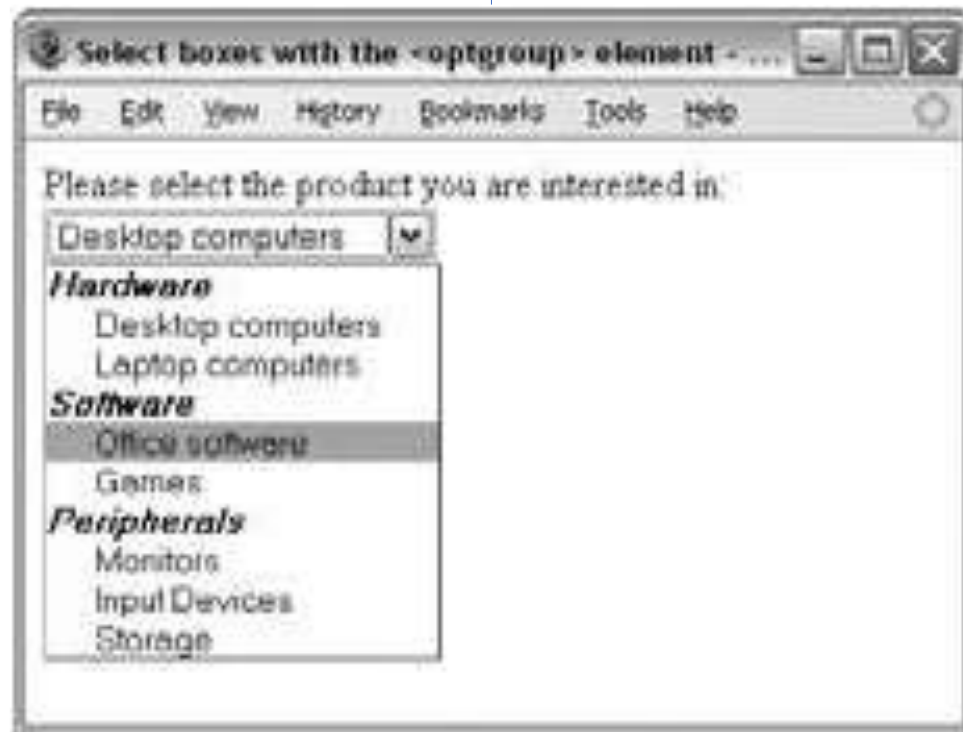 Select boxes with the <optgroup> element - ...
File Edit View History Bookmarks Tools Help
Please select the product you are interested in:
Desktop computers
Hardware
Desktop computers
Laptop computers
Software
Office software
Games
Peripherals
Monitors
Input Devices
Storage